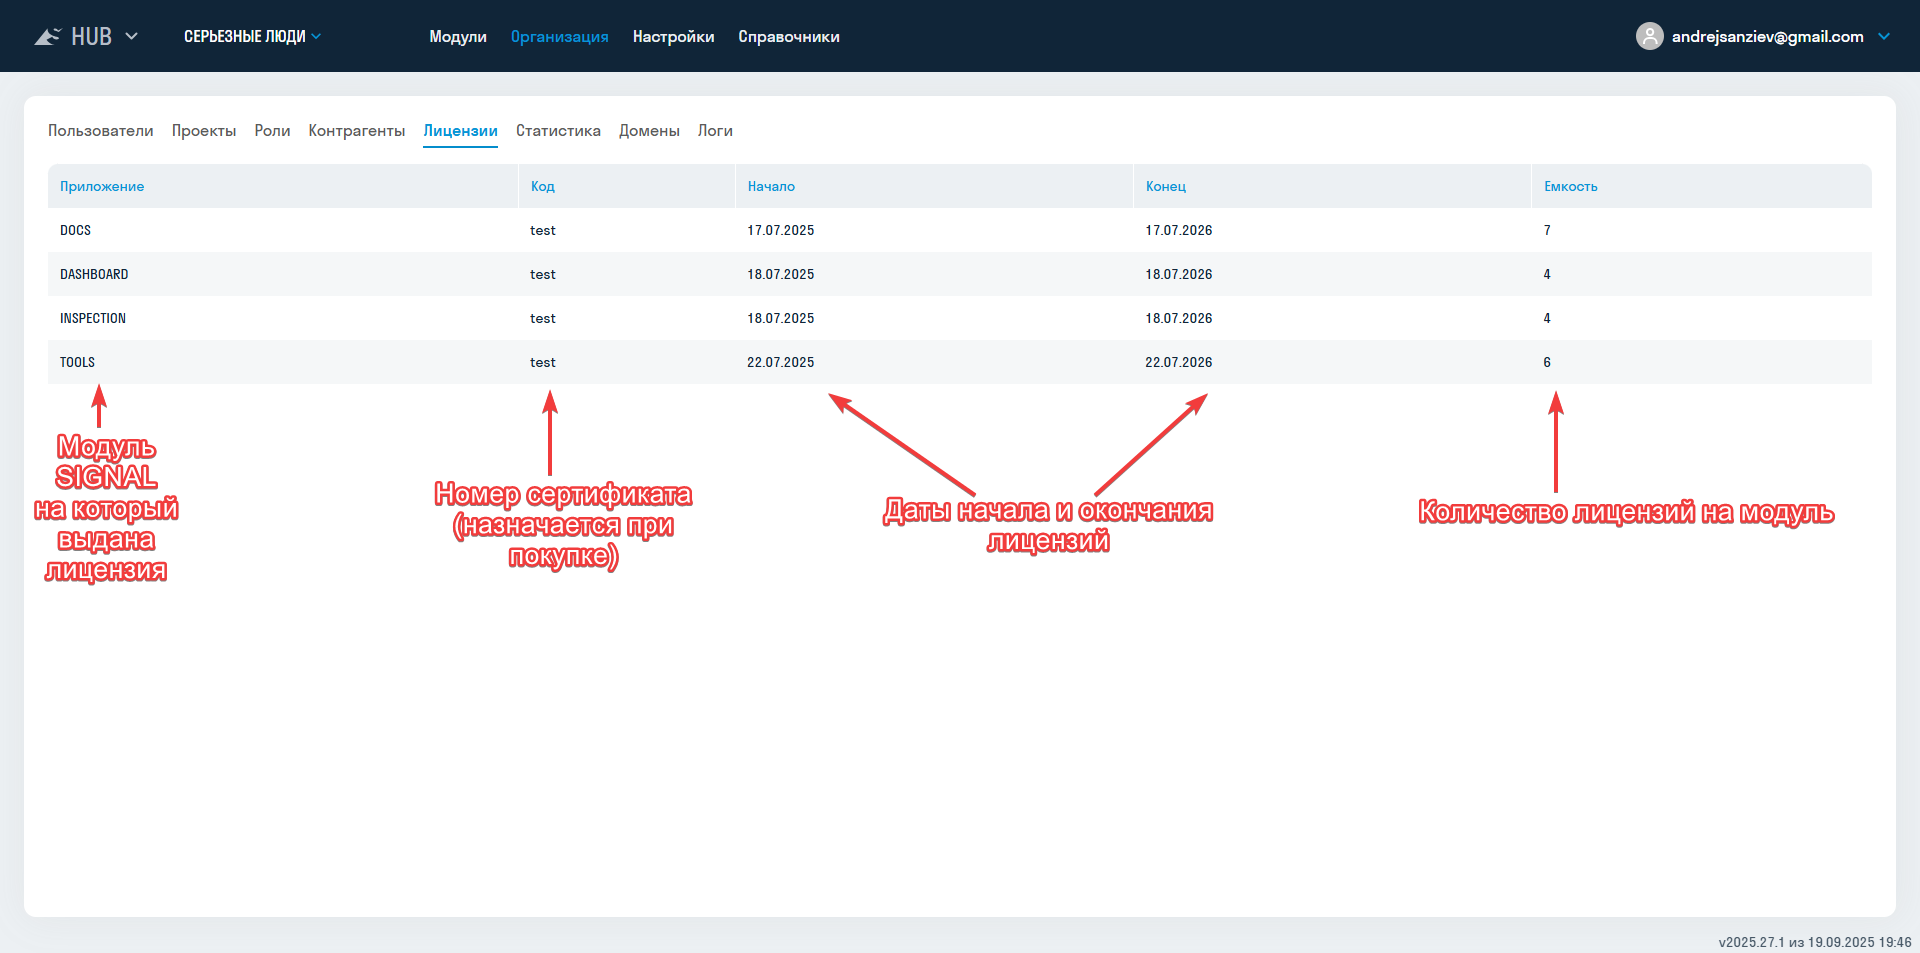 HUB СЕРЬЕЗНЫЕ ЛЮДИ Модули Организация Настройки Справочники andrejsanziev@gmail.com
Пользователи Проекты Роли Контрагенты Лицензии Статистика Домены Логи
Приложение Код Начало Конец Емкость
DOCS test 17.07.2025 17.07.2026 7
DASHBOARD test 18.07.2025 18.07.2026 4
INSPECTION test 18.07.2025 18.07.2026 4
TOOLS test 22.07.2025 22.07.2026 6
Модуль
SIGNAL
на который
выдана
лицензия
Номер сертификата
(назначается при
покупке)
Даты начала и окончания
лицензий
Количество лицензий на модуль
v2025.27.1 из 19.09.2025 19:46